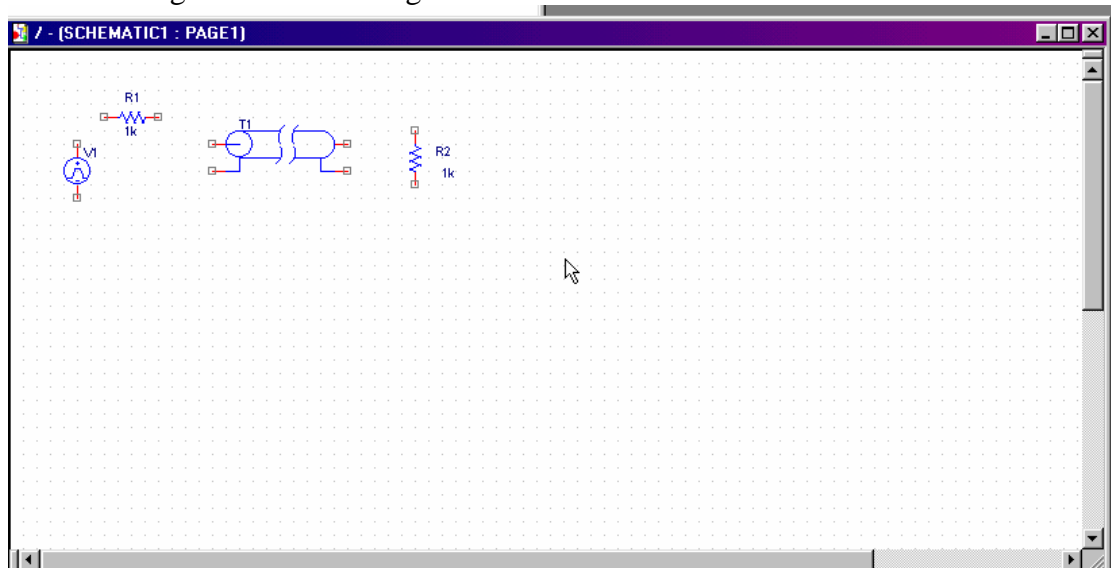 / - (SCHEMATIC1 : PAGE1)
R1
1k
T1
V1
R2
1k